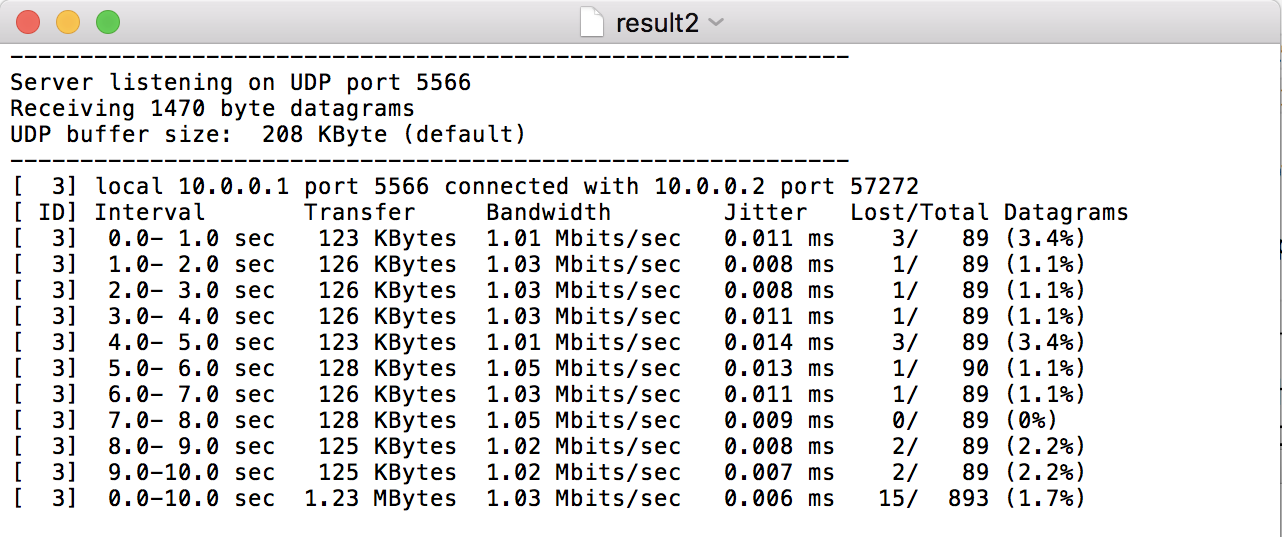 result2
------------------------------------------------------------
Server listening on UDP port 5566
Receiving 1470 byte datagrams
UDP buffer size:  208 KByte (default)
------------------------------------------------------------
[  3] local 10.0.0.1 port 5566 connected with 10.0.0.2 port 57272
[ ID] Interval       Transfer     Bandwidth        Jitter   Lost/Total Datagrams
[  3]  0.0- 1.0 sec   123 KBytes  1.01 Mbits/sec   0.011 ms    3/   89 (3.4%)
[  3]  1.0- 2.0 sec   126 KBytes  1.03 Mbits/sec   0.008 ms    1/   89 (1.1%)
[  3]  2.0- 3.0 sec   126 KBytes  1.03 Mbits/sec   0.008 ms    1/   89 (1.1%)
[  3]  3.0- 4.0 sec   126 KBytes  1.03 Mbits/sec   0.011 ms    1/   89 (1.1%)
[  3]  4.0- 5.0 sec   123 KBytes  1.01 Mbits/sec   0.014 ms    3/   89 (3.4%)
[  3]  5.0- 6.0 sec   128 KBytes  1.05 Mbits/sec   0.013 ms    1/   90 (1.1%)
[  3]  6.0- 7.0 sec   126 KBytes  1.03 Mbits/sec   0.011 ms    1/   89 (1.1%)
[  3]  7.0- 8.0 sec   128 KBytes  1.05 Mbits/sec   0.009 ms    0/   89 (0%)
[  3]  8.0- 9.0 sec   125 KBytes  1.02 Mbits/sec   0.008 ms    2/   89 (2.2%)
[  3]  9.0-10.0 sec   125 KBytes  1.02 Mbits/sec   0.007 ms    2/   89 (2.2%)
[  3]  0.0-10.0 sec  1.23 MBytes  1.03 Mbits/sec   0.006 ms   15/  893 (1.7%)